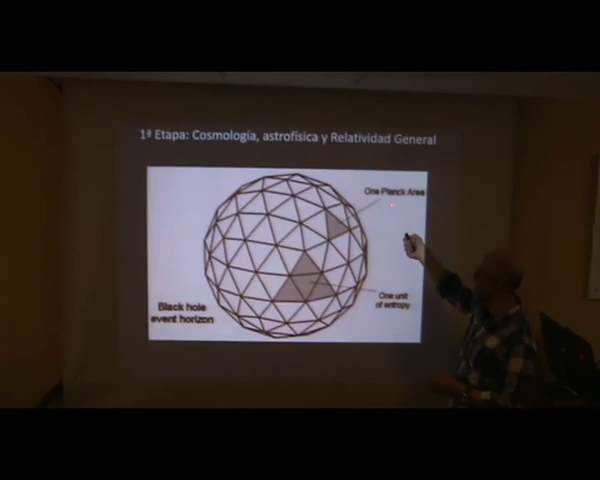 1ª Etapa: Cosmología, astrofísica y Relatividad General
One Planck Area
One unit
of entropy
Black hole
event horizon